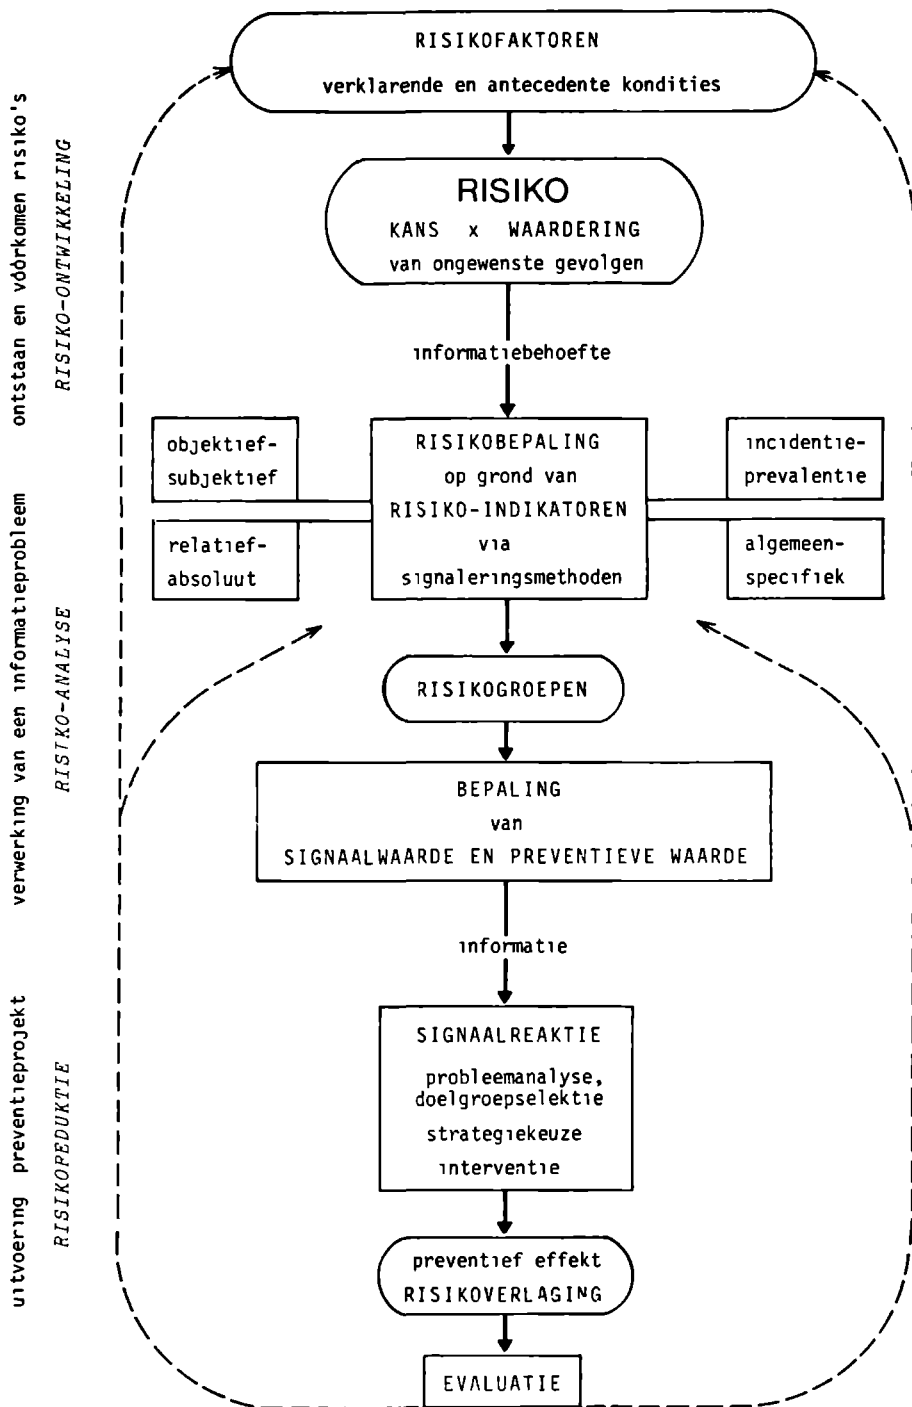 RISIKOFAKTOREN
verklarende en antecedente kondities
RISIKO
KANS x WAARDERING
van ongewenste gevolgen
informatiebehoefte
objektief-
subjektief
relatief-
absoluut
RISIKOBEPALING
op grond van
RISIKO-INDIKATOREN
via
signaleringsmethoden
incidentie-
prevalentie
algemeen-
specifiek
RISIKOGROEPEN
BEPALING
van
SIGNAALWAARDE EN PREVENTIEVE WAARDE
informatie
SIGNAALREAKTIE
probleemanalyse,
doelgroepselektie
strategiekeuze
interventie
preventief effekt
RISIKOVERLAGING
EVALUATIE
ontstaan en vóórkomen risiko's
RISIKO-ONTWIKKELING
verwerking van een informatieprobleem
RISIKO-ANALYSE
uitvoering preventieprojekt
RISIKOPEDUKTIE